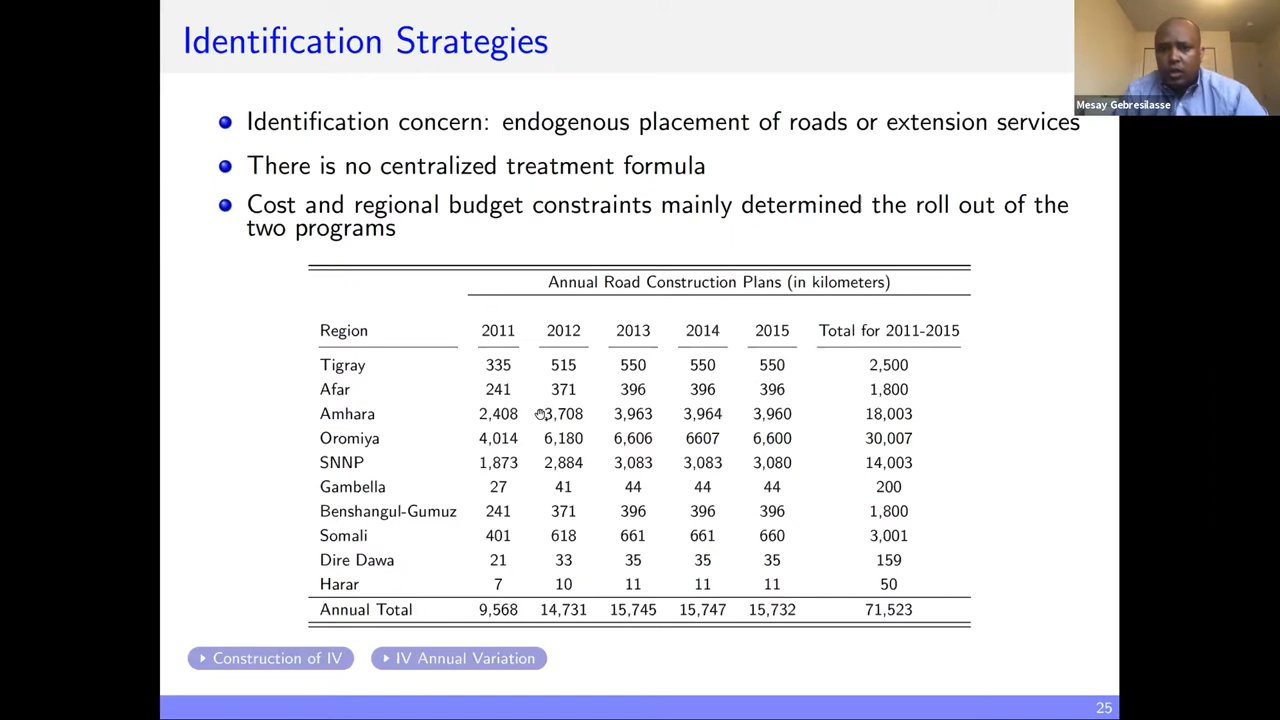 Identification Strategies
Mesay Gebresilasse
Identification concern: endogenous placement of roads or extension services
There is no centralized treatment formula
Cost and regional budget constraints mainly determined the roll out of the
two programs
Annual Road Construction Plans (in kilometers)
Region 2011 2012 2013 2014 2015 Total for 2011-2015
Tigray 335 515 550 550 550 2,500
Afar 241 371 396 396 396 1,800
Amhara 2,408 3,708 3,963 3,964 3,960 18,003
Oromiya 4,014 6,180 6,606 6607 6,600 30,007
SNNP 1,873 2,884 3,083 3,083 3,080 14,003
Gambella 27 41 44 44 44 200
Benshangul-Gumuz 241 371 396 396 396 1,800
Somali 401 618 661 661 660 3,001
Dire Dawa 21 33 35 35 35 159
Harar 7 10 11 11 11 50
Annual Total 9,568 14,731 15,745 15,747 15,732 71,523
Construction of IV IV Annual Variation
25